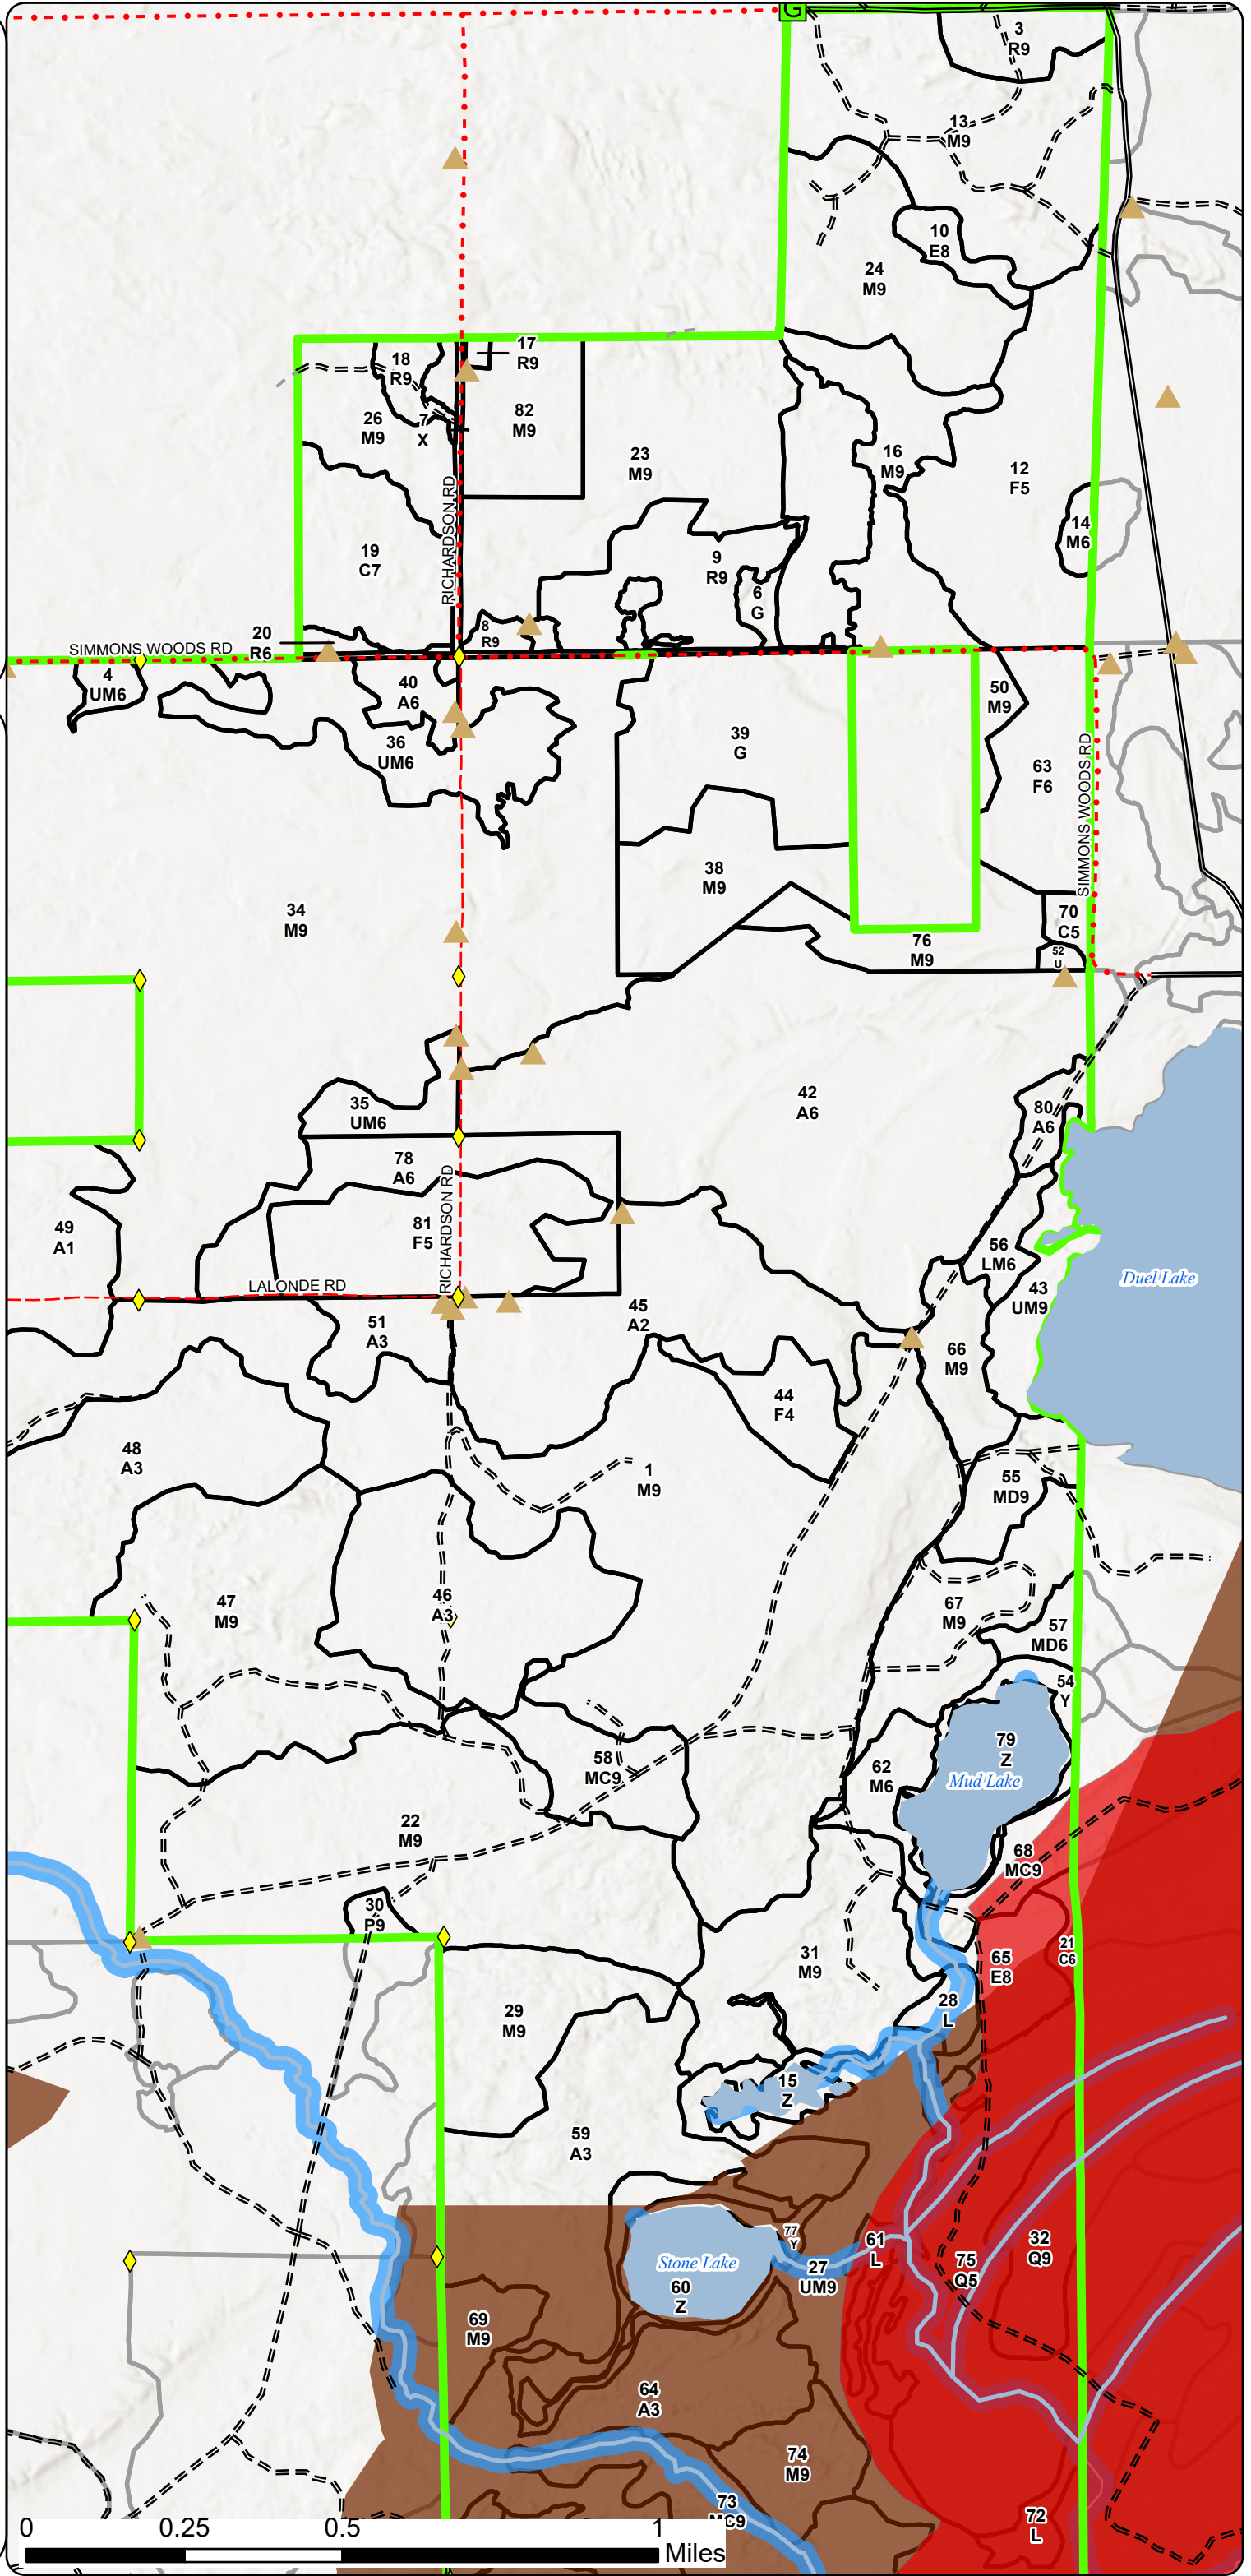 G
3
R9
13
M9
10
E8
24
M9
17
R9
18
R9
82
M9
26
M9
7
X
23
M9
16
M9
12
F5
14
M6
RICHARDSON RD
19
C7
9
R9
6
G
8
R9
20
R6
SIMMONS WOODS RD
4
UM6
40
A6
50
M9
36
UM6
39
G
63
F6
SIMMONS WOODS RD
38
M9
34
M9
70
C5
76
M9
52
U
42
A6
35
UM6
80
A6
78
A6
RICHARDSON RD
49
A1
81
F5
56
LM6
43
UM9
Duel Lake
LALONDE RD
45
A2
51
A3
66
M9
44
F4
48
A3
1
M9
55
MD9
47
M9
46
A3
67
M9
57
MD6
54
Y
79
Z
Mud Lake
58
MC9
62
M6
22
M9
68
MC9
30
P9
31
M9
65
E8
21
C6
29
M9
28
L
15
Z
59
A3
77
Y
61
L
32
Q9
Stone Lake
60
Z
27
UM9
75
Q5
69
M9
64
A3
74
M9
73
MC9
72
L
0 0.25 0.5 1
Miles